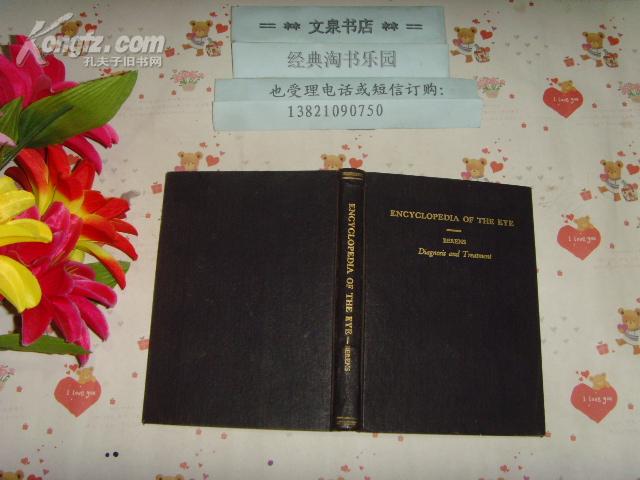 Kongfz.com
孔夫子旧书网
== ** 文泉书店 ** ==
经典淘书乐园
也受理电话或短信订购:
13821090750
ENCYCLOPEDIA OF THE EYE
BERENS
Diagnosis and Treatment
ENCYCLOPEDIA OF THE EYE — BERENS
I love you
I love you
I love you
I love you